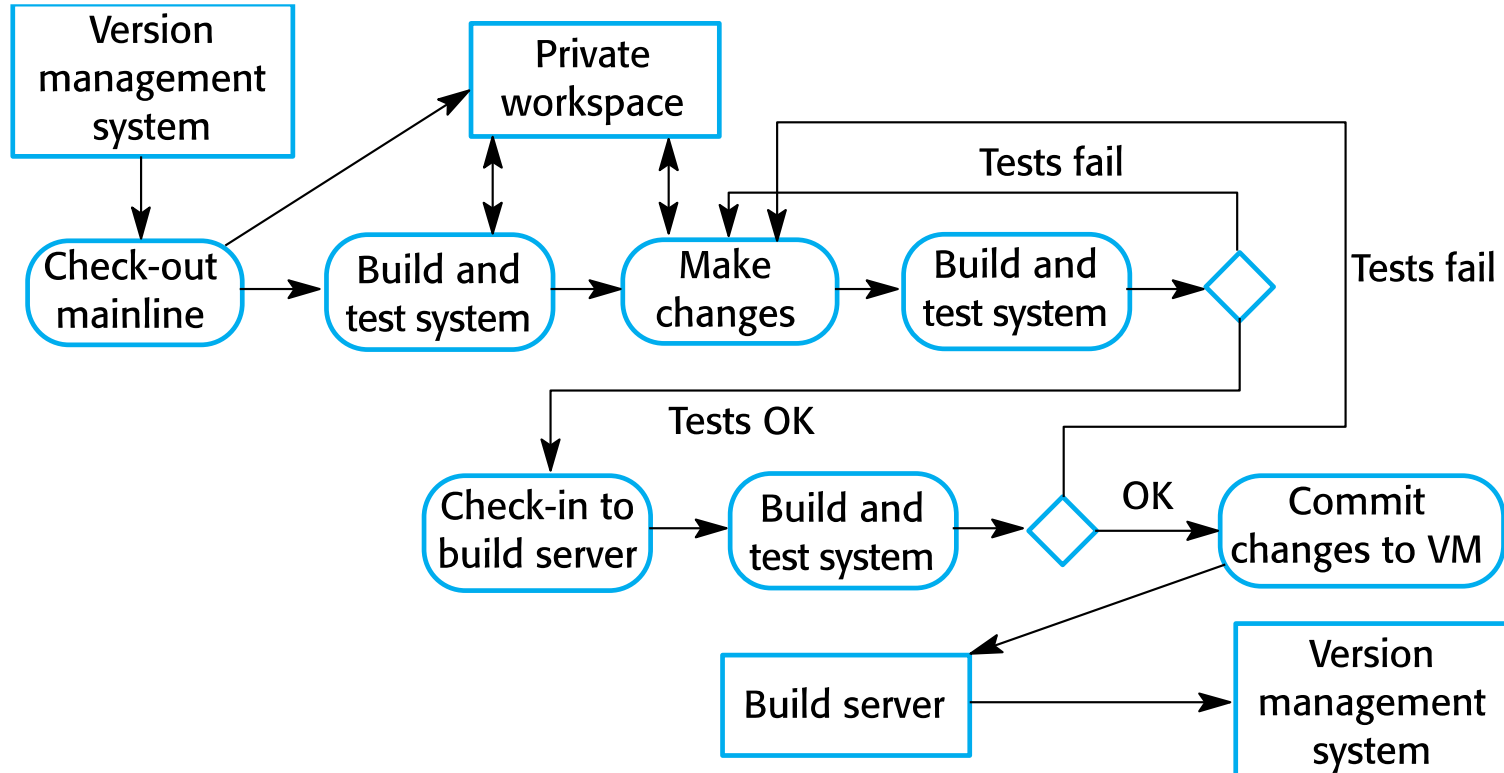 Version
management
system
Private
workspace
Tests fail
Check-out
mainline
Build and
test system
Make
changes
Build and
test system
Tests fail
Tests OK
Check-in to
build server
Build and
test system
OK
Commit
changes to VM
Build server
Version
management
system